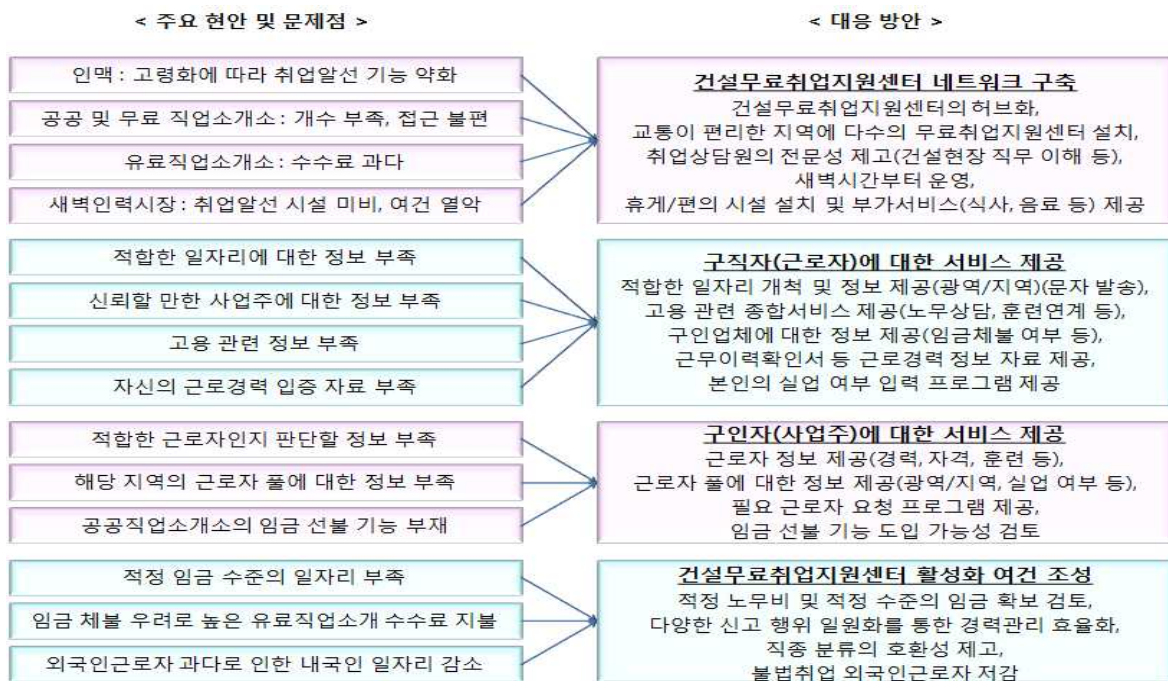 < 주요 현안 및 문제점 >
< 대응 방안 >
인맥 : 고령화에 따라 취업알선 기능 약화
공공 및 무료 직업소개소 : 개수 부족, 접근 불편
유료직업소개소 : 수수료 과다
새벽인력시장 : 취업알선 시설 미비, 여건 열악
건설무료취업지원센터 네트워크 구축
건설무료취업지원센터의 허브화,
교통이 편리한 지역에 다수의 무료취업지원센터 설치,
취업상담원의 전문성 제고(건설현장 직무 이해 등),
새벽시간부터 운영,
휴게/편의 시설 설치 및 부가서비스(식사, 음료 등) 제공
적합한 일자리에 대한 정보 부족
신뢰할 만한 사업주에 대한 정보 부족
고용 관련 정보 부족
자신의 근로경력 입증 자료 부족
구직자(근로자)에 대한 서비스 제공
적합한 일자리 개척 및 정보 제공(광역/지역)(문자 발송),
고용 관련 종합서비스 제공(노무상담, 훈련연계 등),
구인업체에 대한 정보 제공(임금체불 여부 등),
근무이력확인서 등 근로경력 정보 자료 제공,
본인의 실업 여부 입력 프로그램 제공
적합한 근로자인지 판단할 정보 부족
해당 지역의 근로자 풀에 대한 정보 부족
공공직업소개소의 임금 선불 기능 부재
구인자(사업주)에 대한 서비스 제공
근로자 정보 제공(경력, 자격, 훈련 등),
근로자 풀에 대한 정보 제공(광역/지역, 실업 여부 등),
필요 근로자 요청 프로그램 제공,
임금 선불 기능 도입 가능성 검토
적정 임금 수준의 일자리 부족
임금 체불 우려로 높은 유료직업소개 수수료 지불
외국인근로자 과다로 인한 내국인 일자리 감소
건설무료취업지원센터 활성화 여건 조성
적정 노무비 및 적정 수준의 임금 확보 검토,
다양한 신고 행위 일원화를 통한 경력관리 효율화,
직종 분류의 호환성 제고,
불법취업 외국인근로자 저감